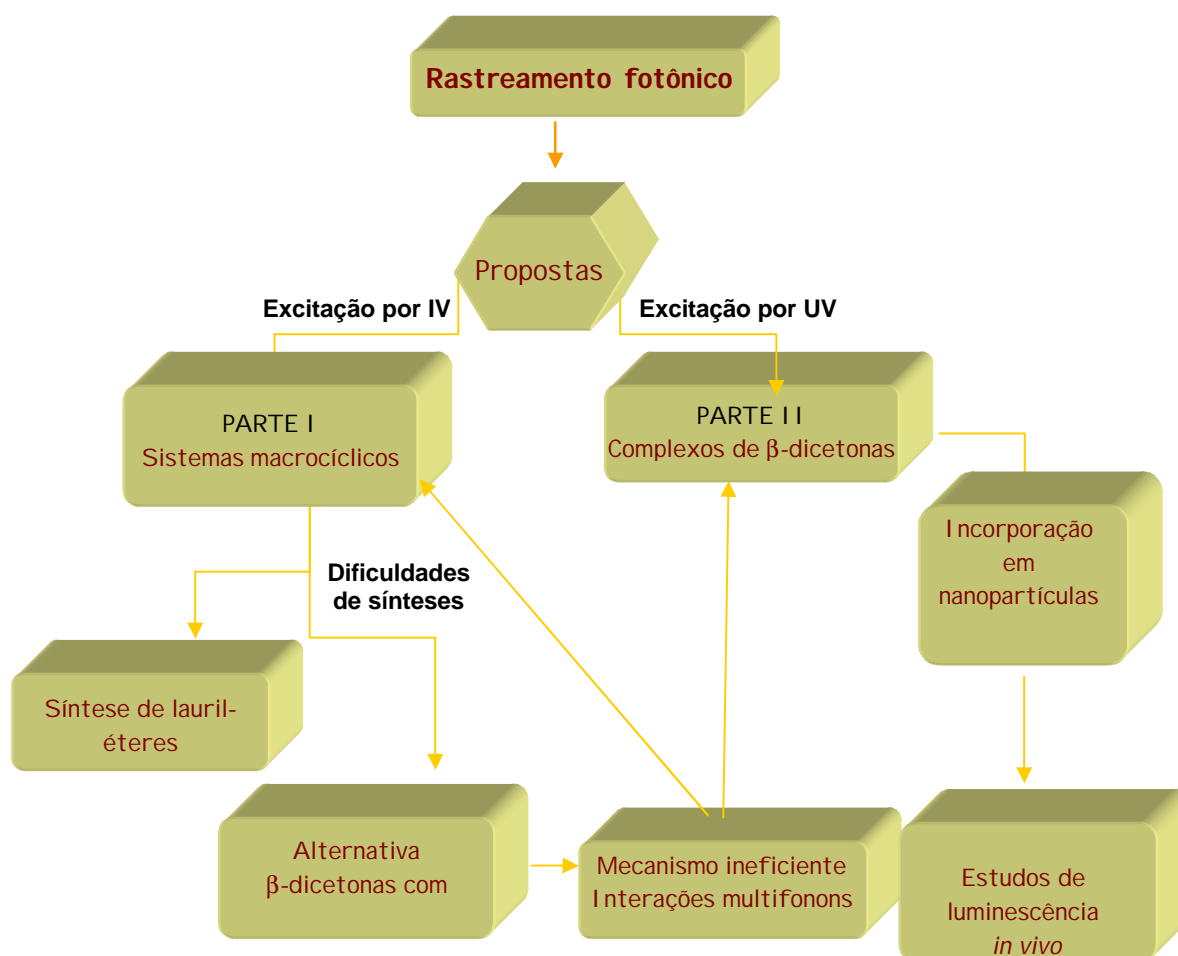 Rastreamento fotônico
Propostas
Excitação por IV
Excitação por UV
PARTE I
Sistemas macrocíclicos
PARTE II
Complexos de β-dicetonas
Incorporação
em
nanopartículas
Dificuldades
de sínteses
Síntese de lauril-
éteres
Alternativa
β-dicetonas com
Mecanismo ineficiente
Interações multifonons
Estudos de
luminescência
in vivo